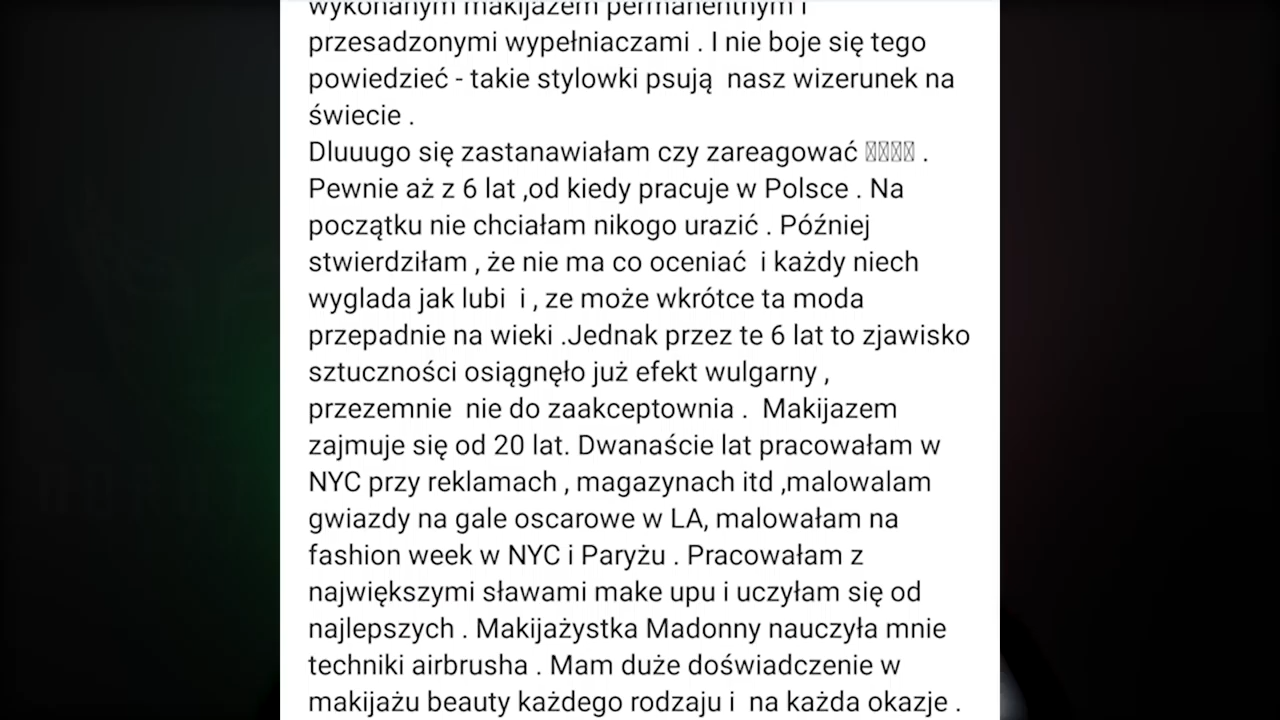 wykonanym makijażem permanentnym i
przesadzonymi wypełniaczami . I nie boje się tego
powiedzieć - takie stylowki psują  nasz wizerunek na
świecie .
Dluuugo się zastanawiałam czy zareagować .
Pewnie aż z 6 lat ,od kiedy pracuje w Polsce . Na
początku nie chciałam nikogo urazić . Później
stwierdziłam , że nie ma co oceniać  i każdy niech
wyglada jak lubi  i , ze może wkrótce ta moda
przepadnie na wieki .Jednak przez te 6 lat to zjawisko
sztuczności osiągnęło już efekt wulgarny ,
przezemnie  nie do zaakceptownia .  Makijazem
zajmuje się od 20 lat. Dwanaście lat pracowałam w
NYC przy reklamach , magazynach itd ,malowalam
gwiazdy na gale oscarowe w LA, malowałam na
fashion week w NYC i Paryżu . Pracowałam z
największymi sławami make upu i uczyłam się od
najlepszych . Makijażystka Madonny nauczyła mnie
techniki airbrusha . Mam duże doświadczenie w
makijażu beauty każdego rodzaju i  na każda okazje .